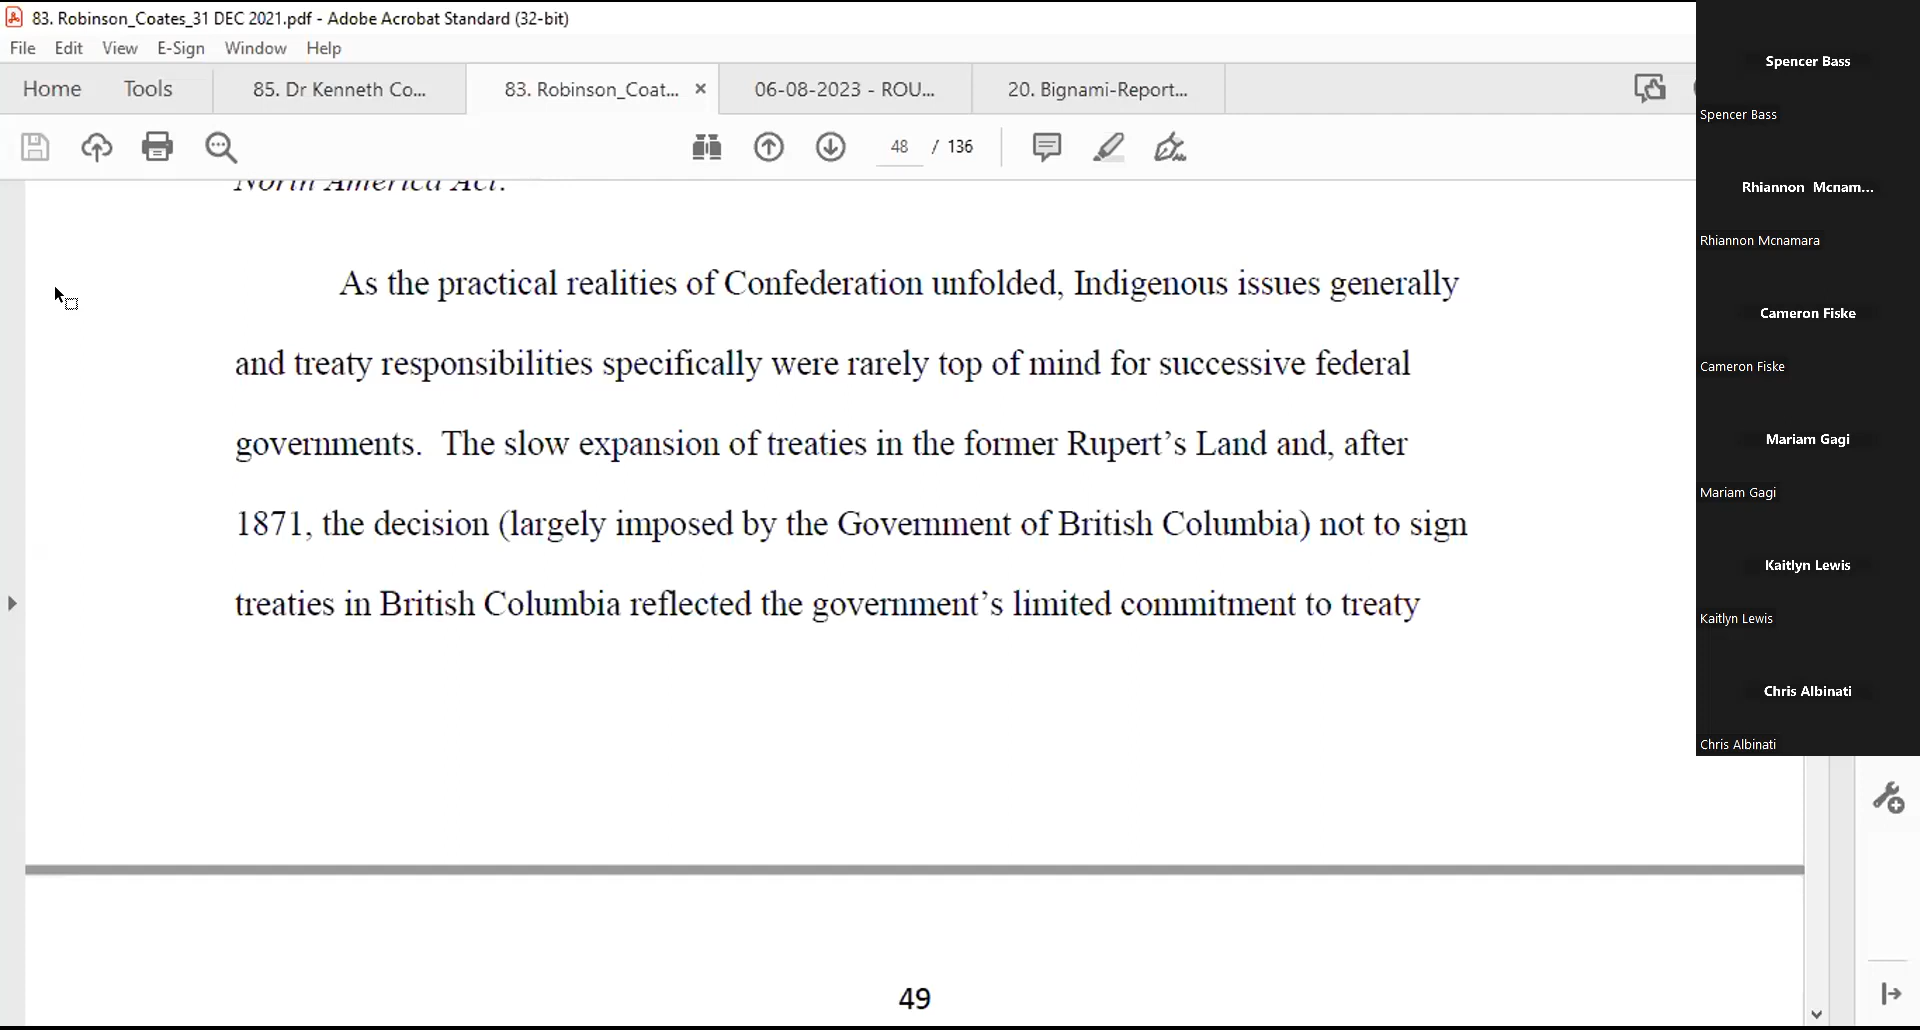 83. Robinson_Coates_31 DEC 2021.pdf - Adobe Acrobat Standard (32-bit)
File Edit View E-Sign Window Help
Home Tools 85. Dr Kenneth Co... 83. Robinson_Coat... × 06-08-2023 - ROU... 20. Bignami-Report...
48 / 136
North America Act.
As the practical realities of Confederation unfolded, Indigenous issues generally
and treaty responsibilities specifically were rarely top of mind for successive federal
governments. The slow expansion of treaties in the former Rupert’s Land and, after
1871, the decision (largely imposed by the Government of British Columbia) not to sign
treaties in British Columbia reflected the government’s limited commitment to treaty
49
Spencer Bass
Spencer Bass
Rhiannon Mcnam...
Rhiannon Mcnamara
Cameron Fiske
Cameron Fiske
Mariam Gagi
Mariam Gagi
Kaitlyn Lewis
Kaitlyn Lewis
Chris Albinati
Chris Albinati